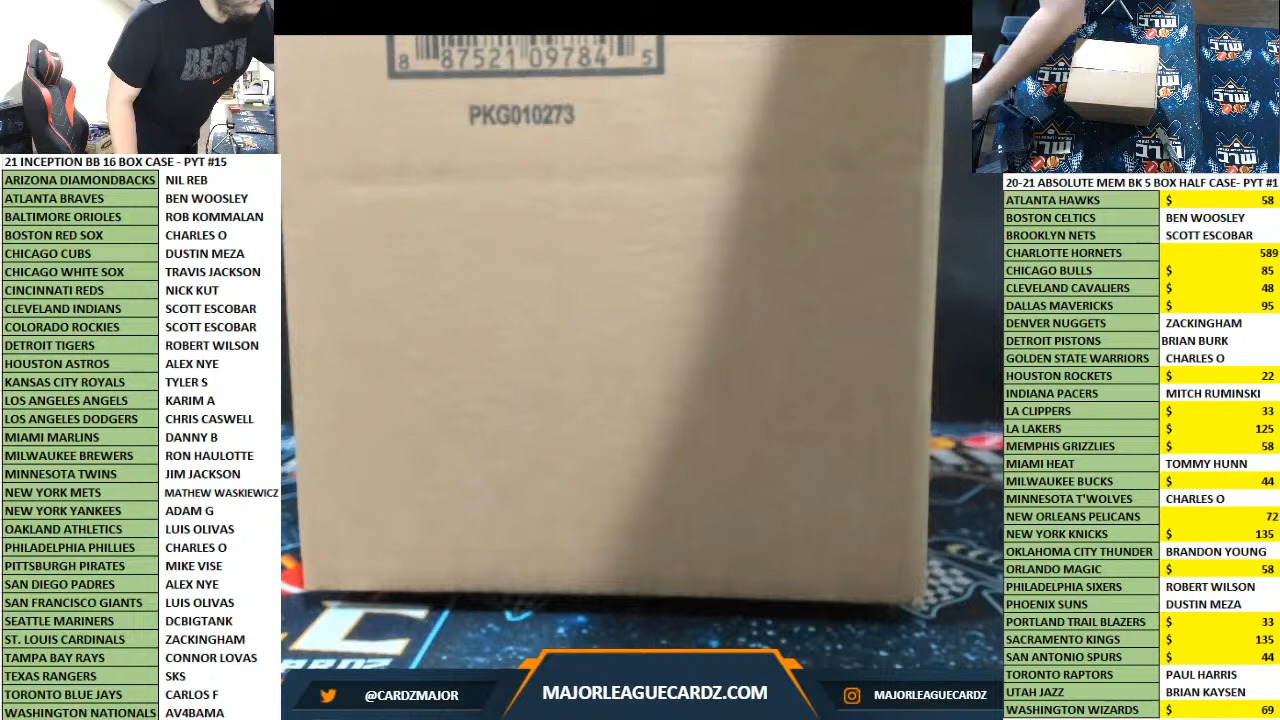 BEAST
21 INCEPTION BB 16 BOX CASE - PYT #15
ARIZONA DIAMONDBACKS NIL REB
ATLANTA BRAVES BEN WOOSLEY
BALTIMORE ORIOLES ROB KOMMALAN
BOSTON RED SOX CHARLES O
CHICAGO CUBS DUSTIN MEZA
CHICAGO WHITE SOX TRAVIS JACKSON
CINCINNATI REDS NICK KUT
CLEVELAND INDIANS SCOTT ESCOBAR
COLORADO ROCKIES SCOTT ESCOBAR
DETROIT TIGERS ROBERT WILSON
HOUSTON ASTROS ALEX NYE
KANSAS CITY ROYALS TYLER S
LOS ANGELES ANGELS KARIM A
LOS ANGELES DODGERS CHRIS CASWELL
MIAMI MARLINS DANNY B
MILWAUKEE BREWERS RON HAULOTTE
MINNESOTA TWINS JIM JACKSON
NEW YORK METS MATHEW WASKIEWICZ
NEW YORK YANKEES ADAM G
OAKLAND ATHLETICS LUIS OLIVAS
PHILADELPHIA PHILLIES CHARLES O
PITTSBURGH PIRATES MIKE VISE
SAN DIEGO PADRES ALEX NYE
SAN FRANCISCO GIANTS LUIS OLIVAS
SEATTLE MARINERS DCBIGTANK
ST. LOUIS CARDINALS ZACKINGHAM
TAMPA BAY RAYS CONNOR LOVAS
TEXAS RANGERS SKS
TORONTO BLUE JAYS CARLOS F
WASHINGTON NATIONALS AV4BAMA
8 87521 09784 5
PKG010273
@CARDZMAJOR
MAJORLEAGUECARDZ.COM
MAJORLEAGUECARDZ
20-21 ABSOLUTE MEM BK 5 BOX HALF CASE- PYT #1
ATLANTA HAWKS $ 58
BOSTON CELTICS BEN WOOSLEY
BROOKLYN NETS SCOTT ESCOBAR
CHARLOTTE HORNETS 589
CHICAGO BULLS $ 85
CLEVELAND CAVALIERS $ 48
DALLAS MAVERICKS $ 95
DENVER NUGGETS ZACKINGHAM
DETROIT PISTONS BRIAN BURK
GOLDEN STATE WARRIORS CHARLES O
HOUSTON ROCKETS $ 22
INDIANA PACERS MITCH RUMINSKI
LA CLIPPERS $ 33
LA LAKERS $ 125
MEMPHIS GRIZZLIES $ 58
MIAMI HEAT TOMMY HUNN
MILWAUKEE BUCKS $ 44
MINNESOTA T'WOLVES CHARLES O
NEW ORLEANS PELICANS 72
NEW YORK KNICKS $ 135
OKLAHOMA CITY THUNDER BRANDON YOUNG
ORLANDO MAGIC $ 58
PHILADELPHIA SIXERS ROBERT WILSON
PHOENIX SUNS DUSTIN MEZA
PORTLAND TRAIL BLAZERS $ 33
SACRAMENTO KINGS $ 135
SAN ANTONIO SPURS $ 44
TORONTO RAPTORS PAUL HARRIS
UTAH JAZZ BRIAN KAYSEN
WASHINGTON WIZARDS $ 69